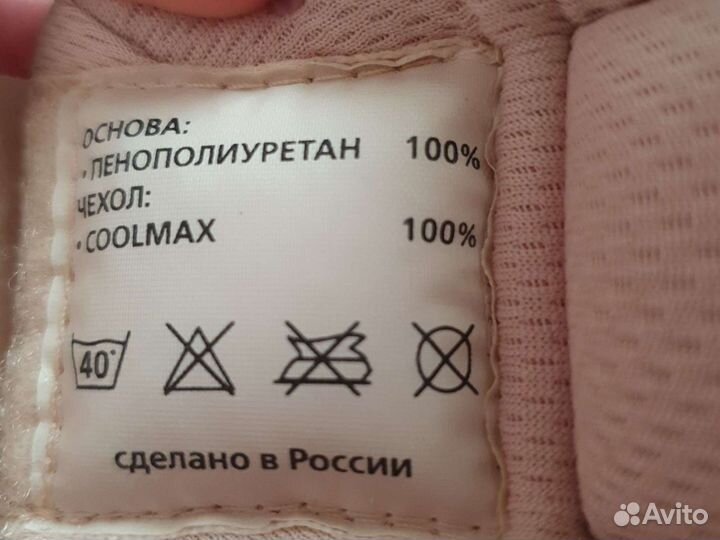 ОСНОВА:
• ПЕНОПОЛИУРЕТАН 100%
ЧЕХОЛ:
• COOLMAX 100%
40°
сделано в России
Avito